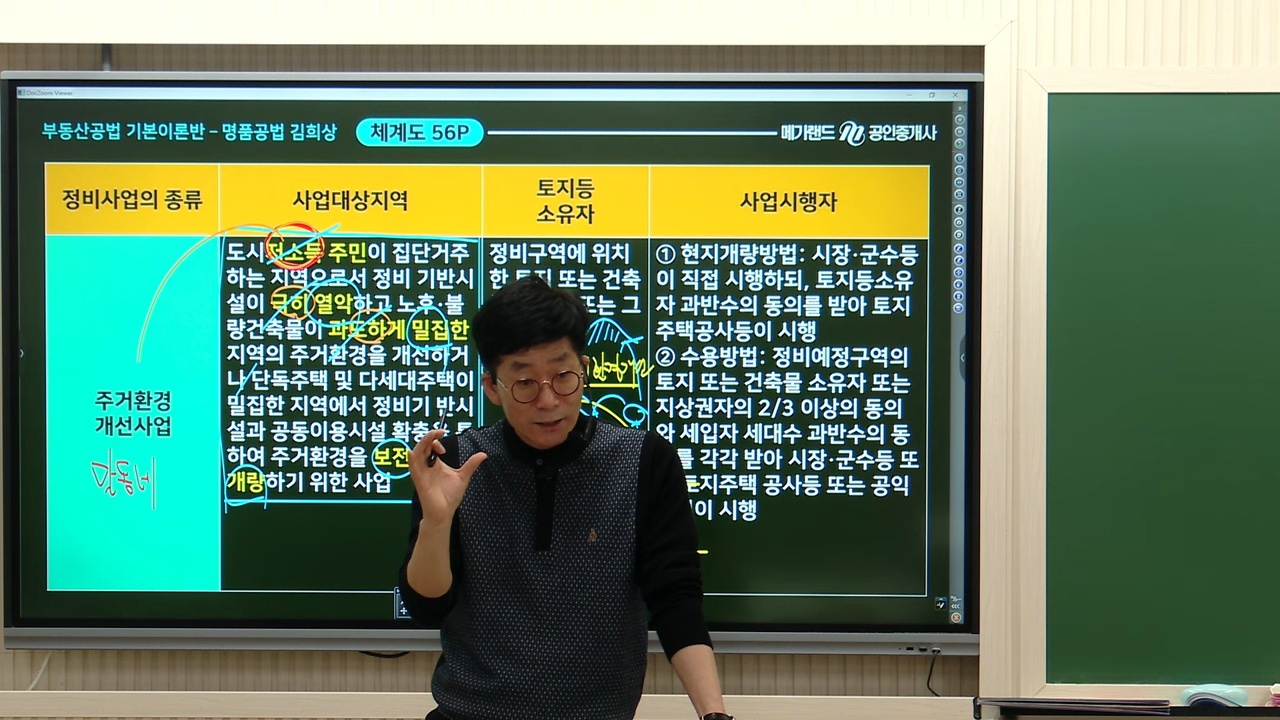 DocZoom Viewer
부동산공법 기본이론반 - 명품공법 김희상
체계도 56P
메가랜드 공인중개사
정비사업의 종류
사업대상지역
토지등
소유자
사업시행자
주거환경
개선사업
달동네
도시저소득 주민이 집단거주
하는 지역으로서 정비 기반시
설이 극히 열악하고 노후·불
량건축물이 과도하게 밀집한
지역의 주거환경을 개선하거
나 단독주택 및 다세대주택이
밀집한 지역에서 정비기 반시
설과 공동이용시설 확충을
하여 주거환경을 보전
개량하기 위한 사업
정비구역에 위치
한 토지 또는 건축
또는 그
① 현지개량방법: 시장·군수등
이 직접 시행하되, 토지등소유
자 과반수의 동의를 받아 토지
주택공사등이 시행
② 수용방법: 정비예정구역의
토지 또는 건축물 소유자 또는
지상권자의 2/3 이상의 동의
와 세입자 세대수 과반수의 동
를 각각 받아 시장·군수등 또
토지주택 공사등 또는 공익
이 시행